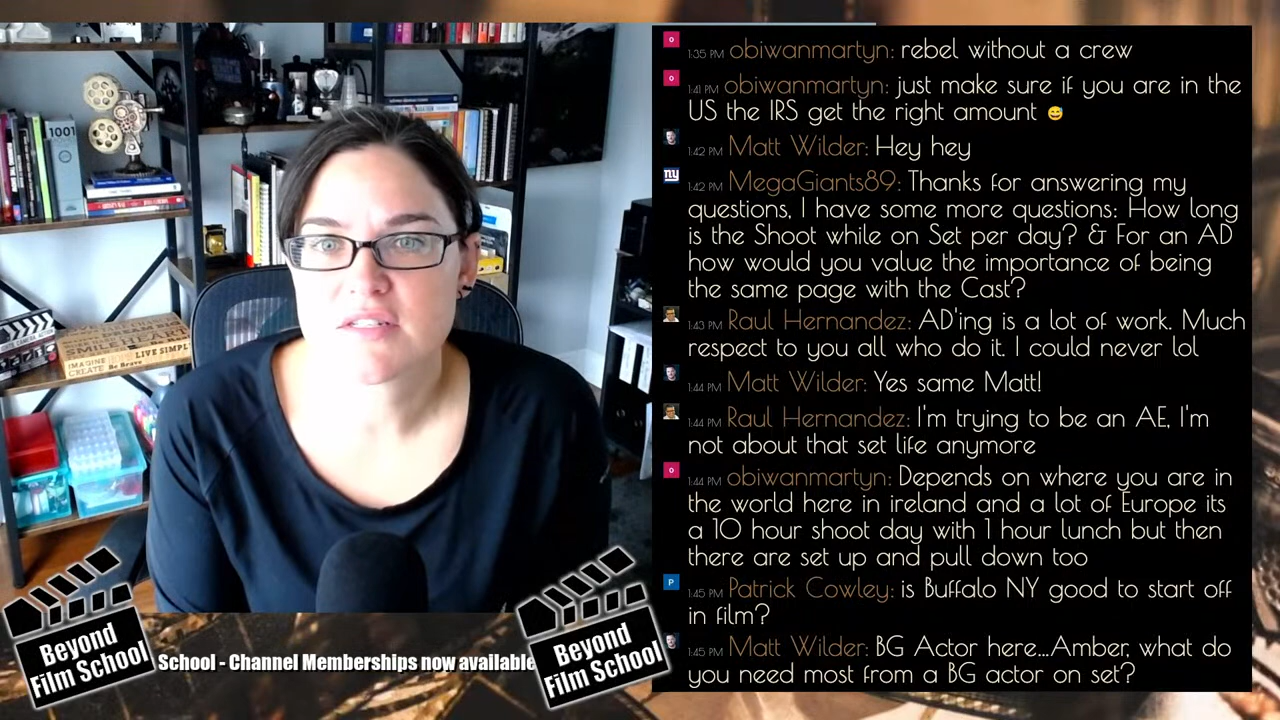 1001
IMAGINE
CREATE Be Brave
LIVE SIMPL
Beyond
Film School
School - Channel Memberships now available
Beyond
Film School
1:35 PM obiwanmartyn: rebel without a crew
1:41 PM obiwanmartyn: just make sure if you are in the
US the IRS get the right amount 😅
1:42 PM Matt Wilder: Hey hey
1:42 PM MegaGiants89: Thanks for answering my
questions, I have some more questions: How long
is the Shoot while on Set per day? & For an AD
how would you value the importance of being
the same page with the Cast?
1:43 PM Raul Hernandez: AD'ing is a lot of work. Much
respect to you all who do it. I could never lol
1:44 PM Matt Wilder: Yes same Matt!
1:44 PM Raul Hernandez: I'm trying to be an AE, I'm
not about that set life anymore
1:44 PM obiwanmartyn: Depends on where you are in
the world here in ireland and a lot of Europe its
a 10 hour shoot day with 1 hour lunch but then
there are set up and pull down too
1:45 PM Patrick Cowley: is Buffalo NY good to start off
in film?
1:45 PM Matt Wilder: BG Actor here...Amber, what do
you need most from a BG actor on set?